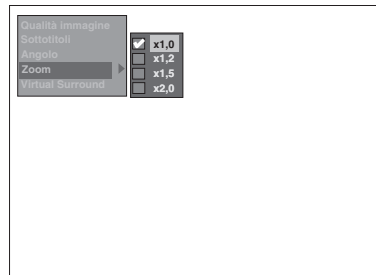 Qualità immagine
Sottotitoli
Angolo
Zoom
Virtual Surround
x1,0
x1,2
x1,5
x2,0